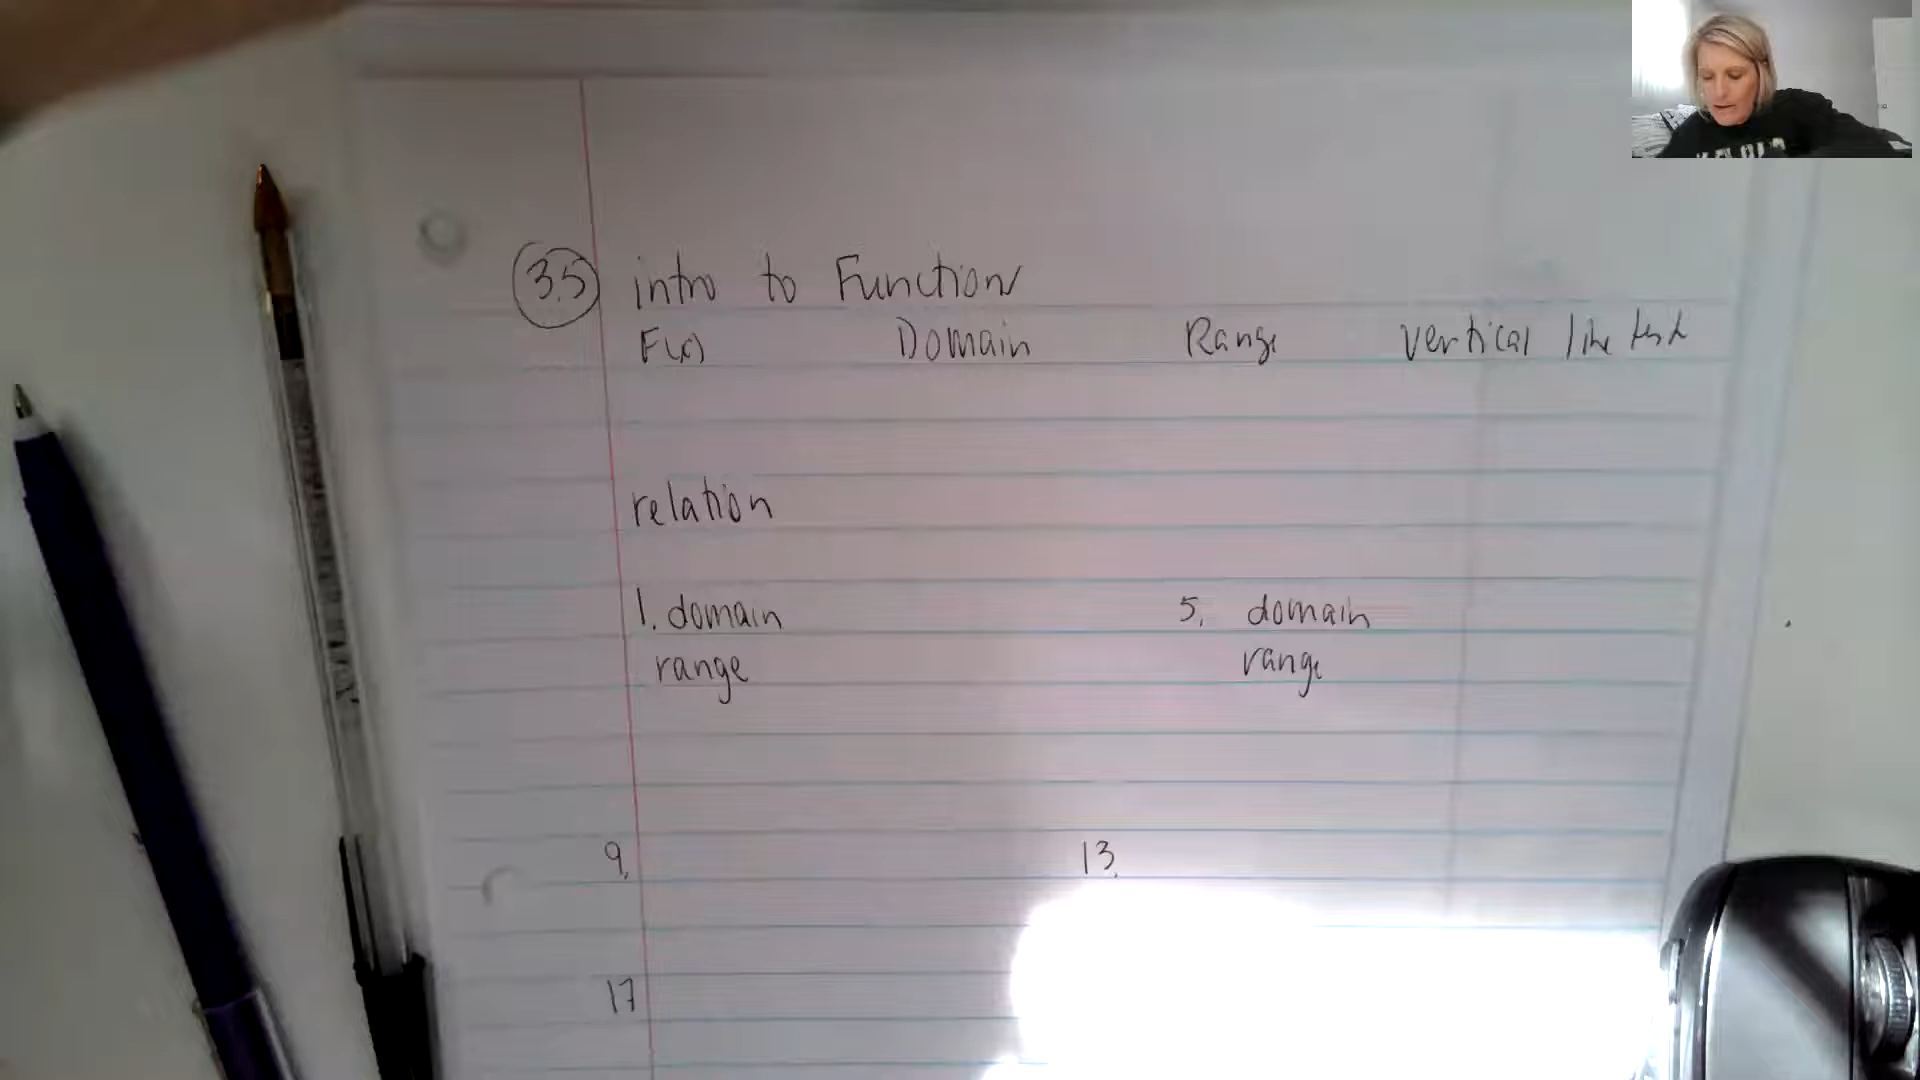 3.5 intro to Function
F(x) Domain Range vertical line test
relation
1. domain 5. domain
range range
9. 13.
17